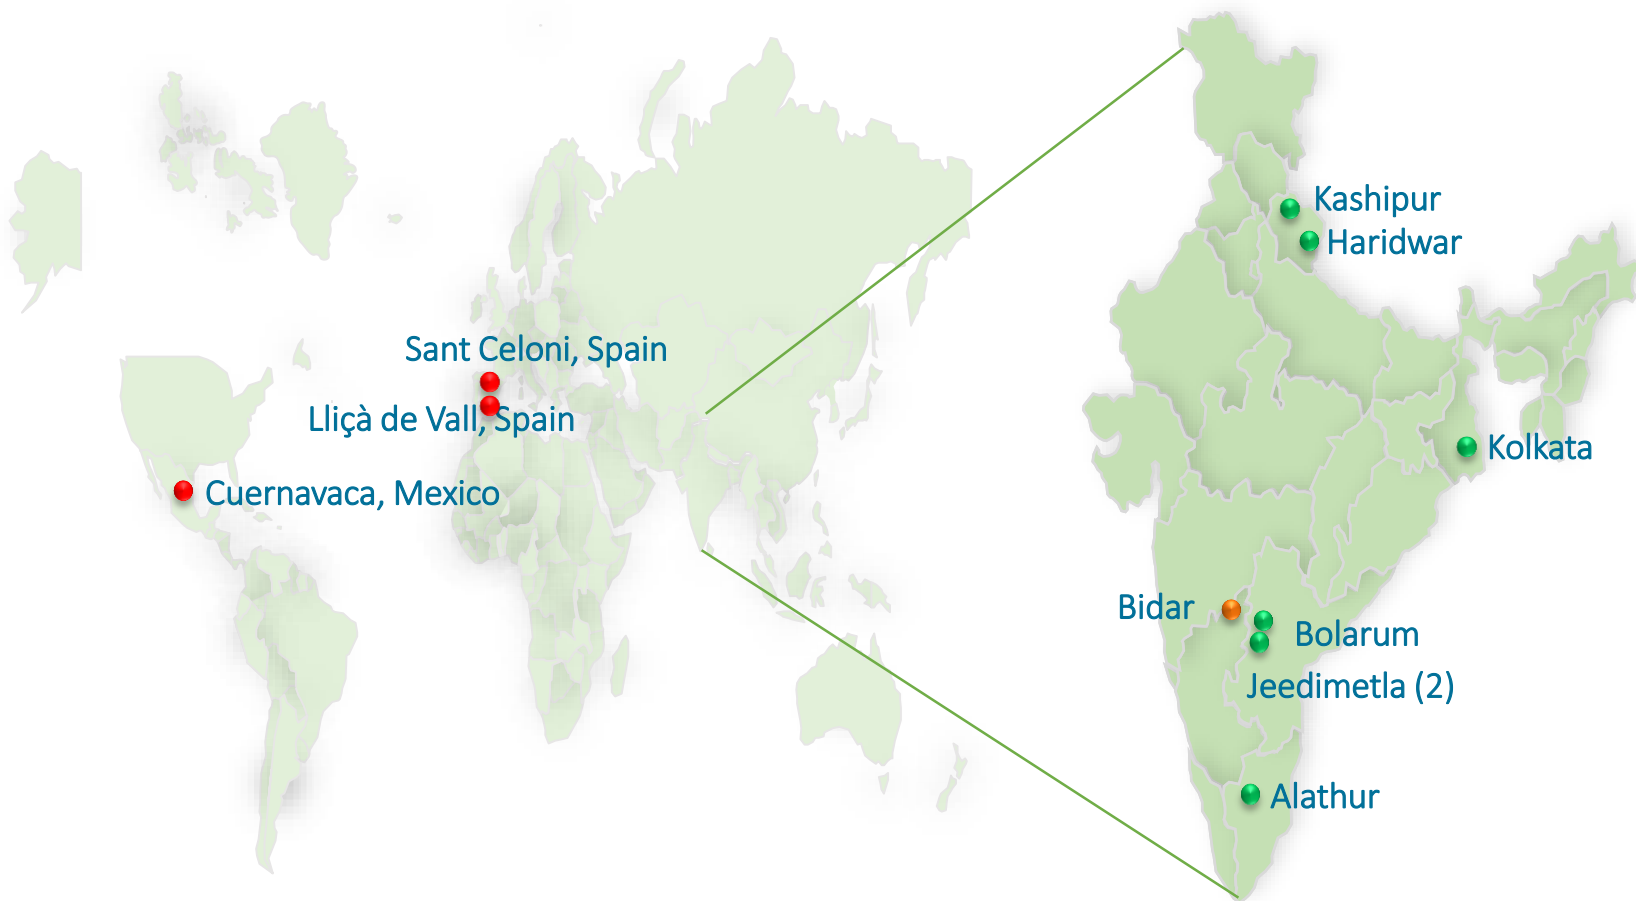 Sant Celoni, Spain
Lliçà de Vall, Spain
Cuernavaca, Mexico
Kashipur
Haridwar
Kolkata
Bidar
Bolarum
Jeedimetla (2)
Alathur